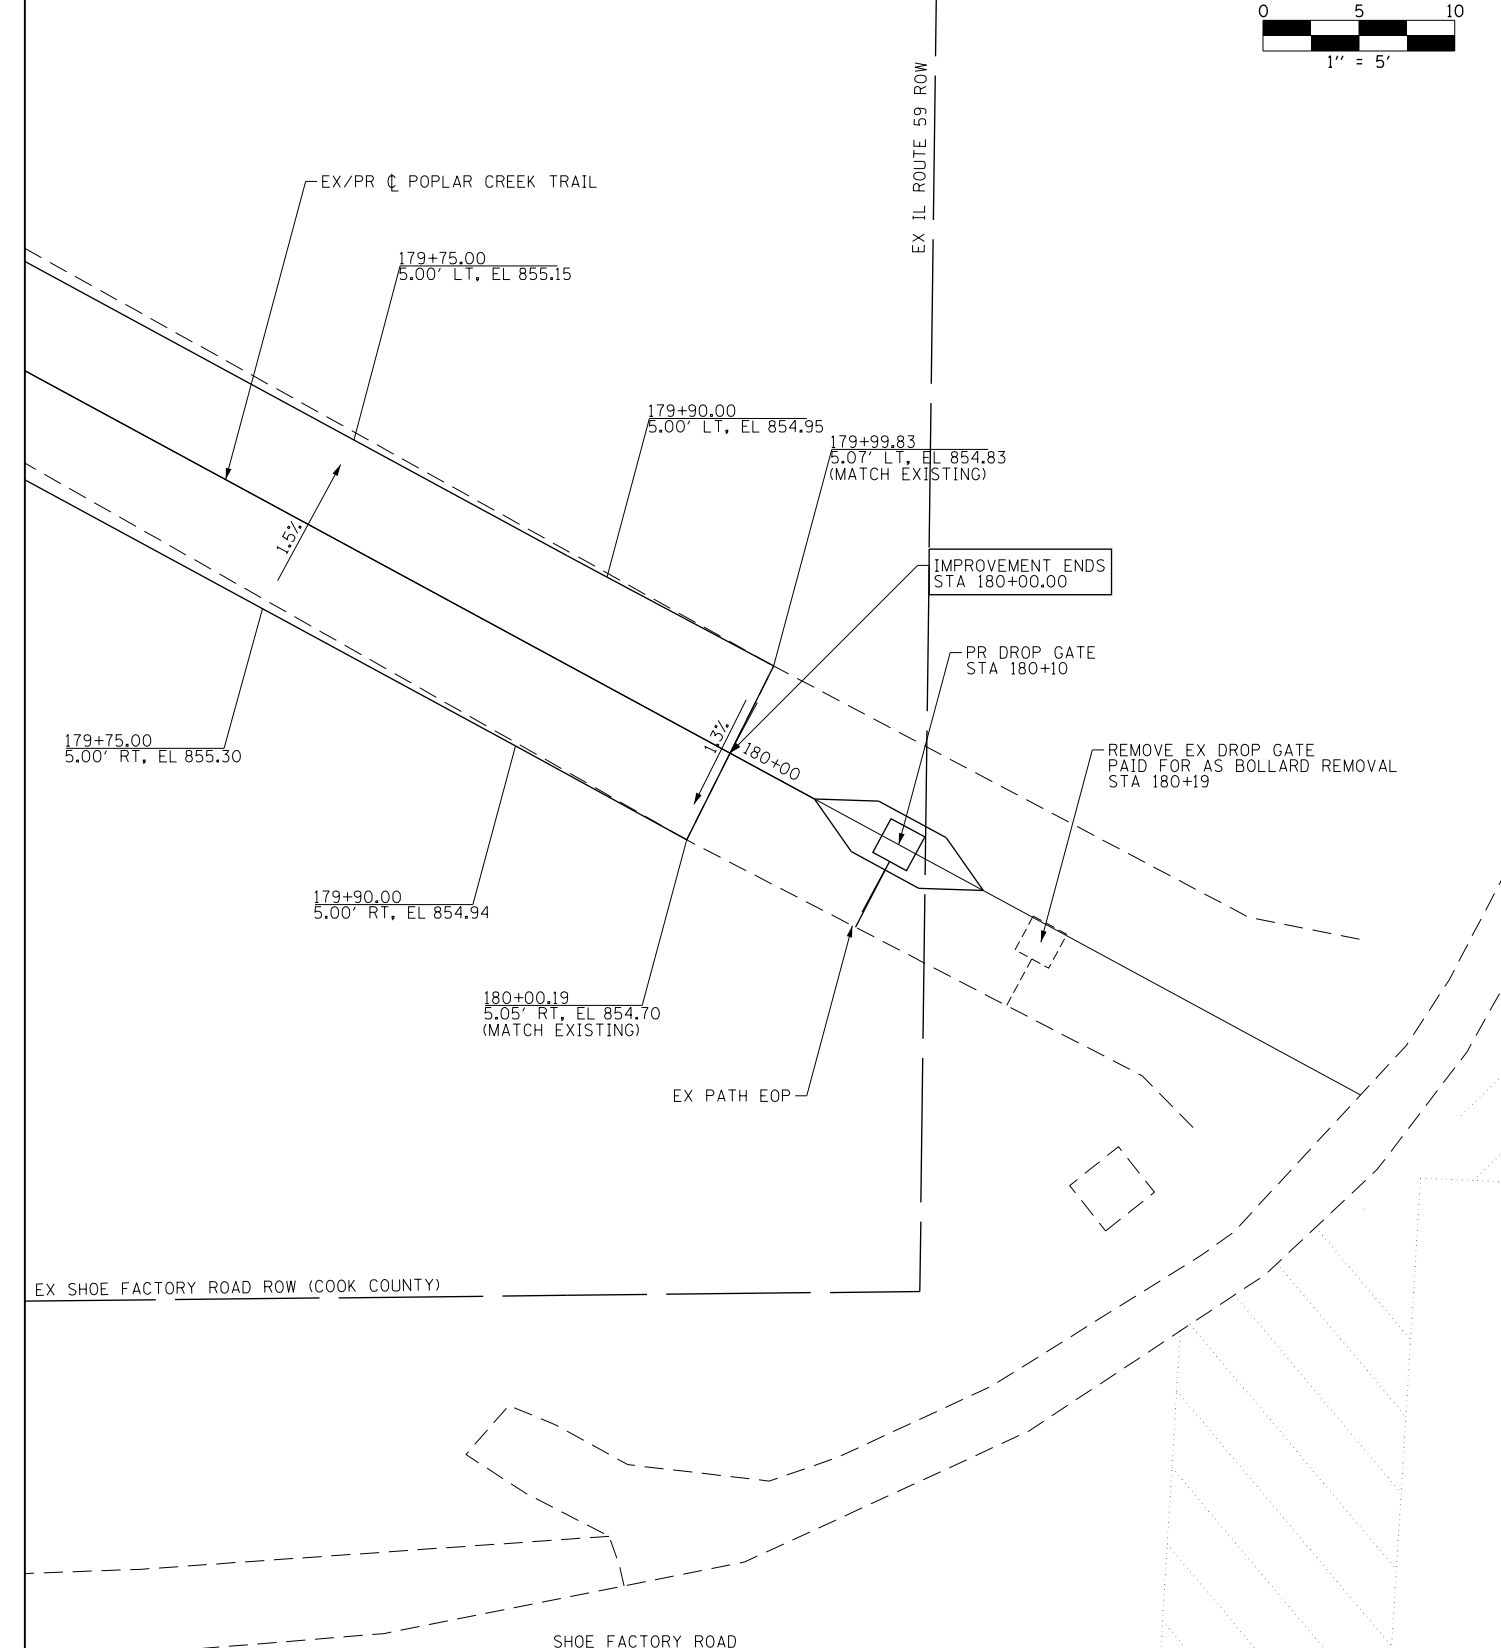 0 5 10
1" = 5'
EX IL ROUTE 59 ROW
EX/PR ℄ POPLAR CREEK TRAIL
179+75.00
5.00' LT, EL 855.15
179+90.00
5.00' LT, EL 854.95
179+99.83
5.07' LT, EL 854.83
(MATCH EXISTING)
1.5%
IMPROVEMENT ENDS
STA 180+00.00
PR DROP GATE
STA 180+10
1.3%
180+00
179+75.00
5.00' RT, EL 855.30
REMOVE EX DROP GATE
PAID FOR AS BOLLARD REMOVAL
STA 180+19
179+90.00
5.00' RT, EL 854.94
180+00.19
5.05' RT, EL 854.70
(MATCH EXISTING)
EX PATH EOP
EX SHOE FACTORY ROAD ROW (COOK COUNTY)
SHOE FACTORY ROAD